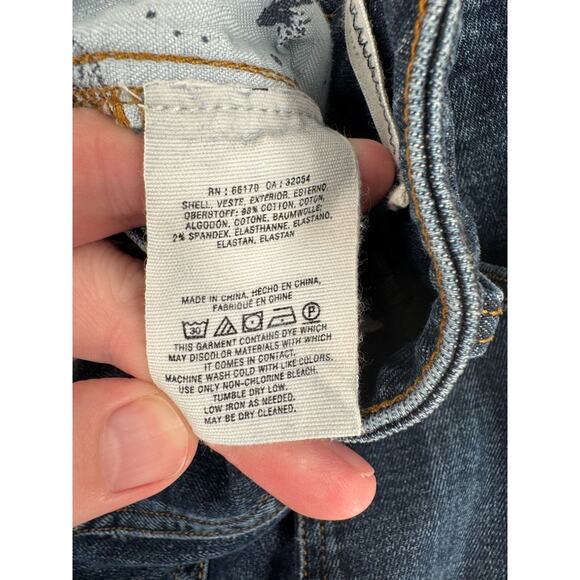 RN : 66170 CA : 32054
SHELL, VESTE, EXTERIOR, ESTERNO
OBERSTOFF: 98% COTTON, COTON,
ALGODÓN, COTONE, BAUMWOLLE;
2% SPANDEX, ELASTHANNE, ELASTANO,
ELASTAN, ELASTAN
MADE IN CHINA, HECHO EN CHINA,
FABRIQUÉ EN CHINE
30 P
THIS GARMENT CONTAINS DYE WHICH
MAY DISCOLOR MATERIALS WITH WHICH
IT COMES IN CONTACT.
MACHINE WASH COLD WITH LIKE COLORS.
USE ONLY NON-CHLORINE BLEACH.
TUMBLE DRY LOW.
LOW IRON AS NEEDED.
MAY BE DRY CLEANED.